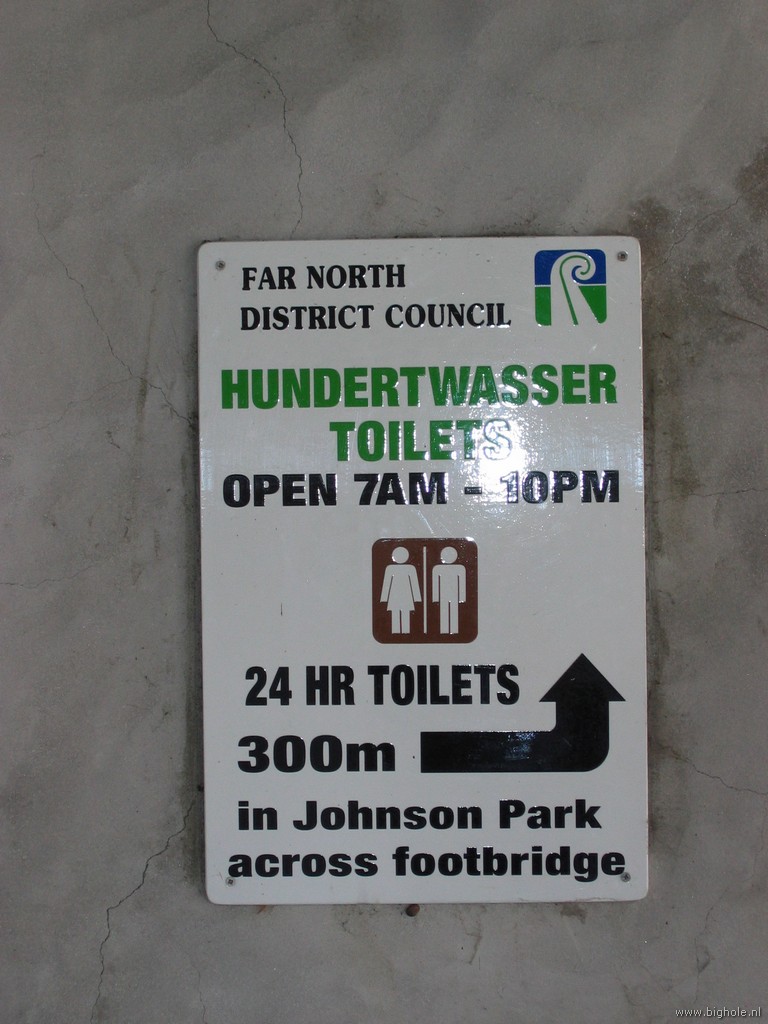 FAR NORTH
DISTRICT COUNCIL
HUNDERTWASSER
TOILETS
OPEN 7AM - 10PM
24 HR TOILETS
300m
in Johnson Park
across footbridge
www.bighole.nl